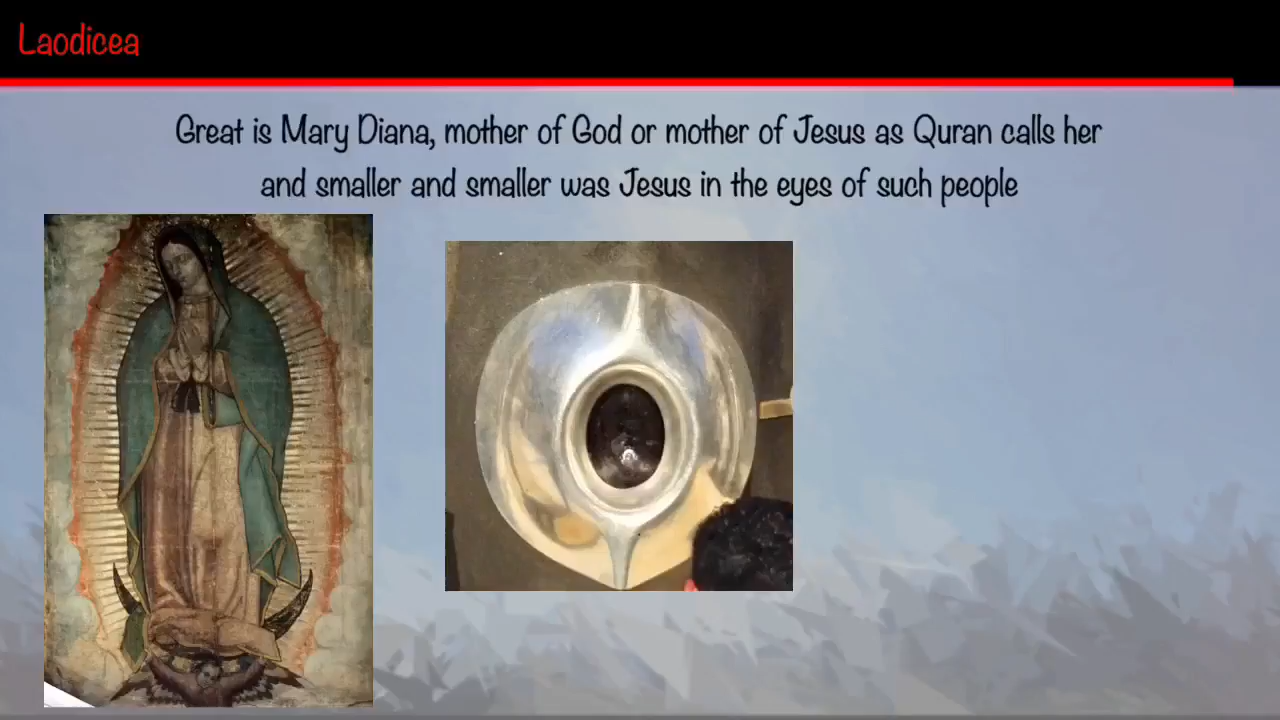 Laodicea
Great is Mary Diana, mother of God or mother of Jesus as Quran calls her
and smaller and smaller was Jesus in the eyes of such people